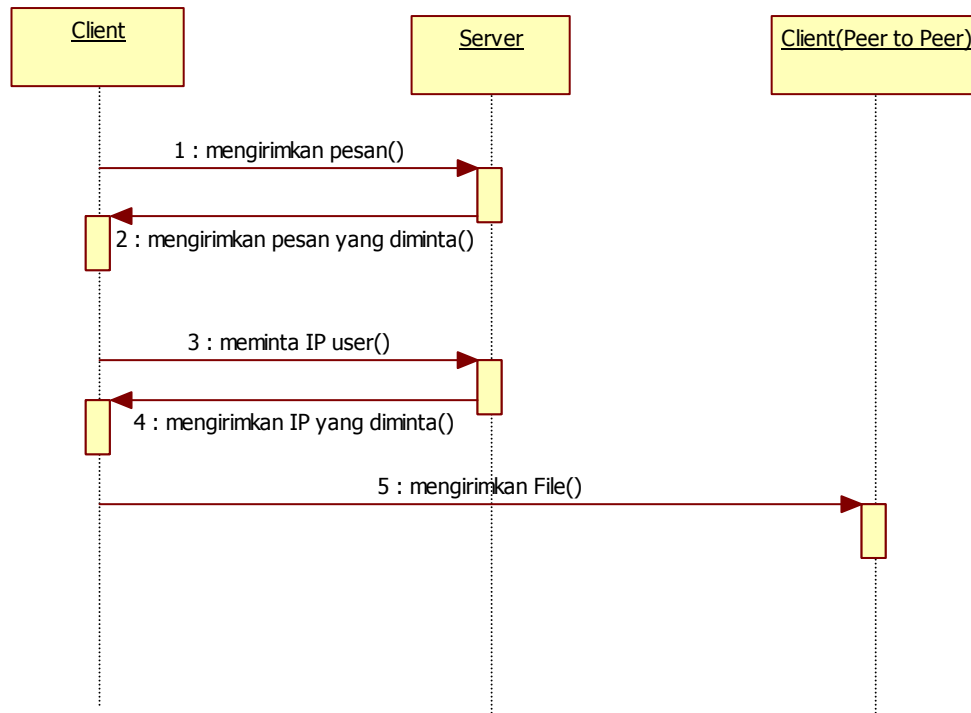 Client
Server
Client(Peer to Peer)
1 : mengirimkan pesan()
2 : mengirimkan pesan yang diminta()
3 : meminta IP user()
4 : mengirimkan IP yang diminta()
5 : mengirimkan File()